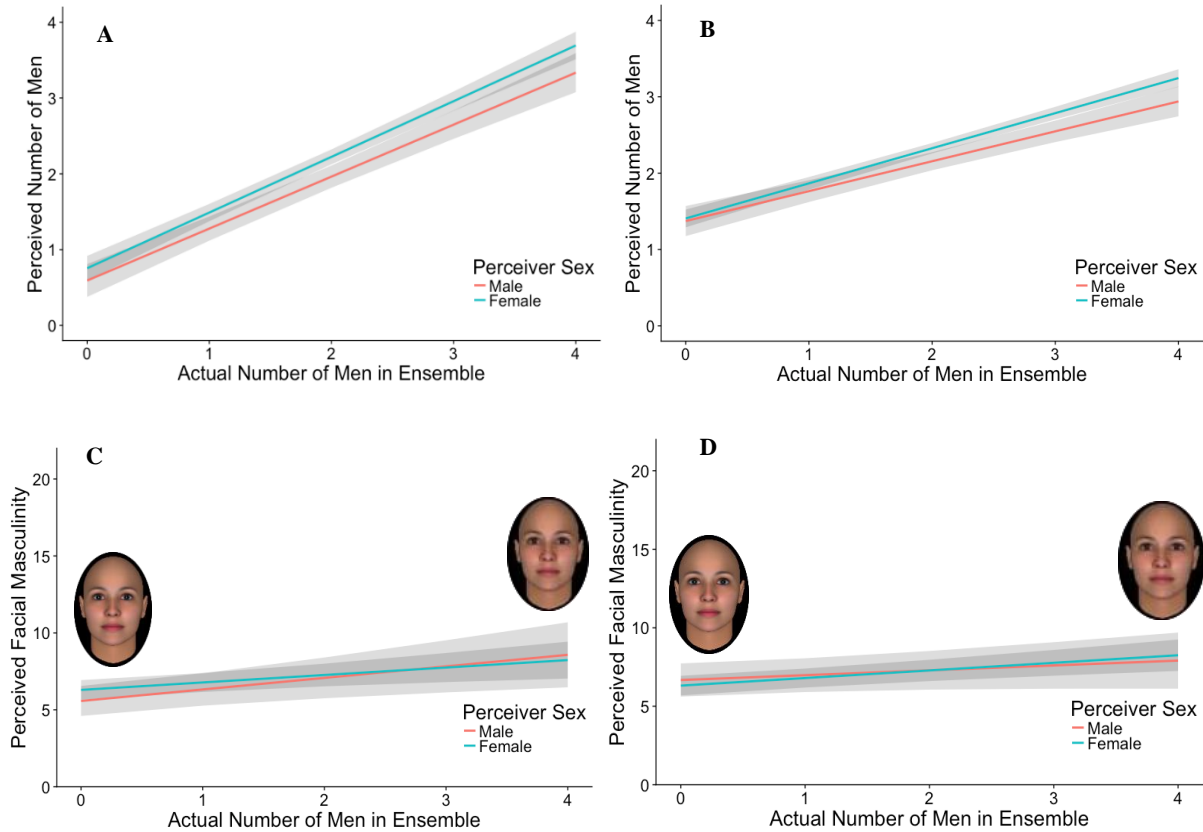 A
Perceived Number of Men
4
3
2
1
0
0 1 2 3 4
Actual Number of Men in Ensemble
Perceiver Sex
Male
Female
B
Perceived Number of Men
4
3
2
1
0
0 1 2 3 4
Actual Number of Men in Ensemble
Perceiver Sex
Male
Female
C
Perceived Facial Masculinity
20
15
10
5
0
0 1 2 3 4
Actual Number of Men in Ensemble
Perceiver Sex
Male
Female
D
Perceived Facial Masculinity
20
15
10
5
0
0 1 2 3 4
Actual Number of Men in Ensemble
Perceiver Sex
Male
Female